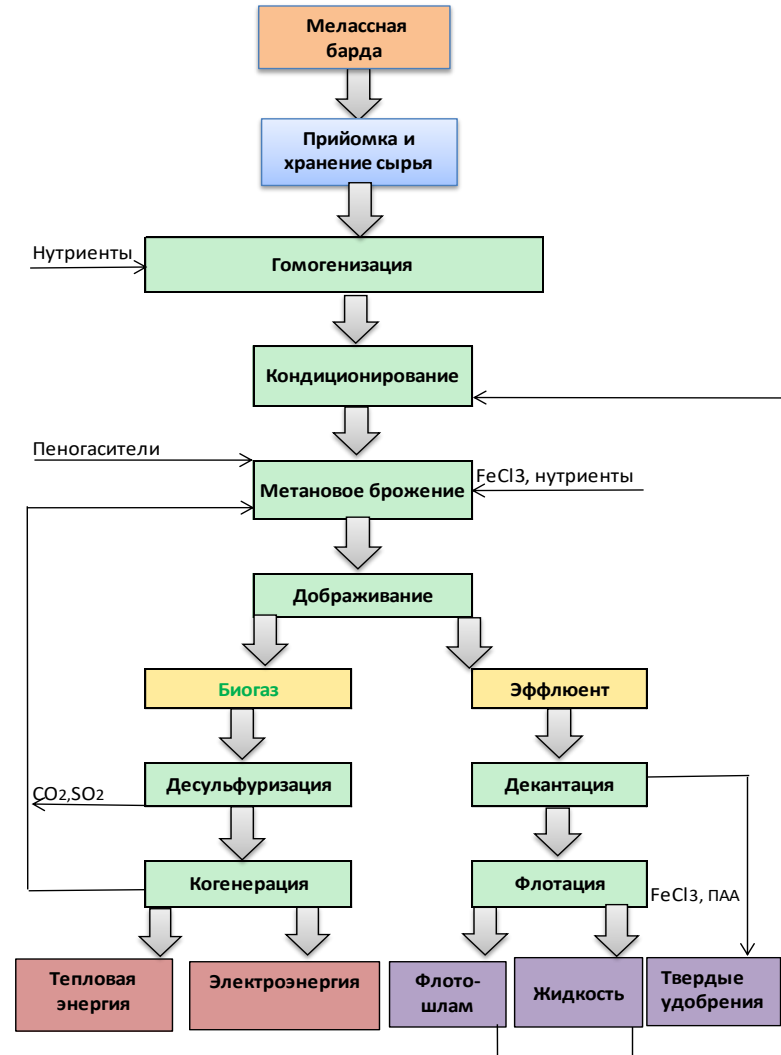 Мелассная
барда
Прийомка и
хранение сырья
Нутриенты
Гомогенизация
Кондиционирование
Пеногасители
Метановое брожение
FeCl3, нутриенты
Дображивание
Биогаз
Эффлюент
CO2,SO2
Десульфуризация
Декантация
Когенерация
Флотация
FeCl3, ПАА
Тепловая
энергия
Электроэнергия
Флото-
шлам
Жидкость
Твердые
удобрения